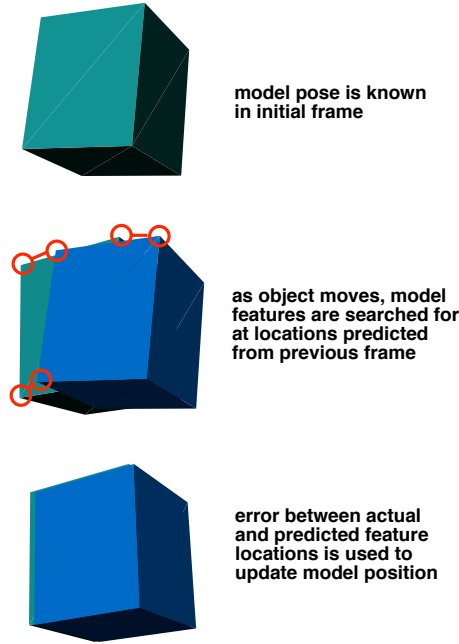 model pose is known
in initial frame
as object moves, model
features are searched for
at locations predicted
from previous frame
error between actual
and predicted feature
locations is used to
update model position